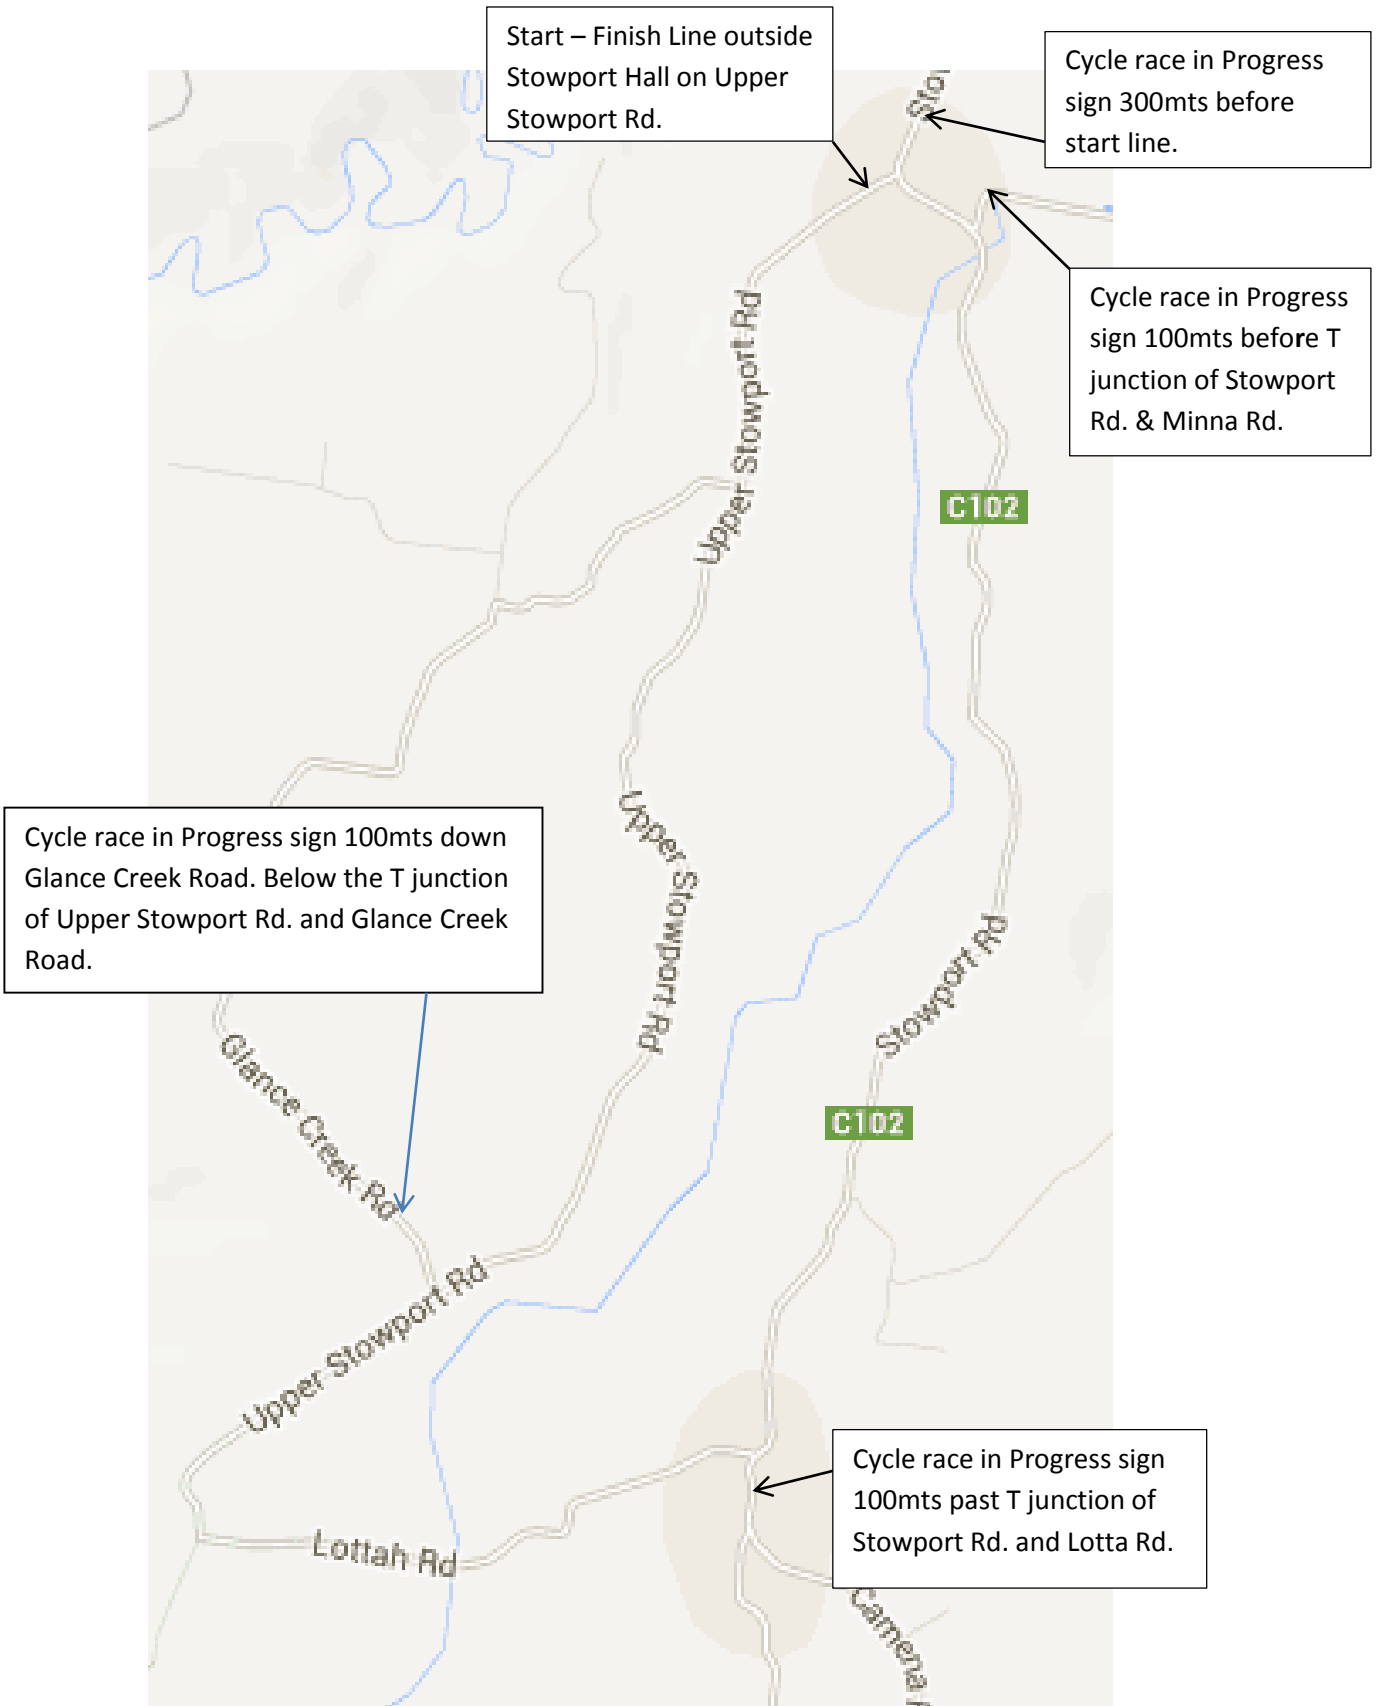 Start – Finish Line outside
Stowport Hall on Upper
Stowport Rd.
Cycle race in Progress
sign 300mts before
start line.
Stow
Cycle race in Progress
sign 100mts before T
junction of Stowport
Rd. & Minna Rd.
Upper Stowport Rd
C102
Upper Stowport Rd
Cycle race in Progress sign 100mts down
Glance Creek Road. Below the T junction
of Upper Stowport Rd. and Glance Creek
Road.
Stowport Rd
Glance Creek Rd
C102
Upper Stowport Rd
Cycle race in Progress sign
100mts past T junction of
Stowport Rd. and Lotta Rd.
Lottah Rd
Camena